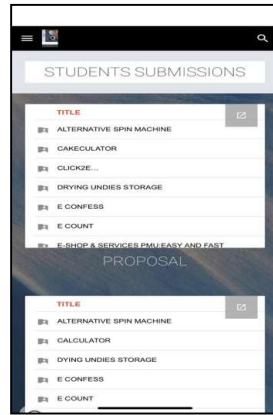 STUDENTS SUBMISSIONS
TITLE
ALTERNATIVE SPIN MACHINE
CAKECULATOR
CLICK2E...
DRYING UNDIES STORAGE
E CONFESS
E COUNT
E-SHOP & SERVICES PMU:EASY AND FAST
PROPOSAL
TITLE
ALTERNATIVE SPIN MACHINE
CALCULATOR
DYING UNDIES STORAGE
E CONFESS
E COUNT